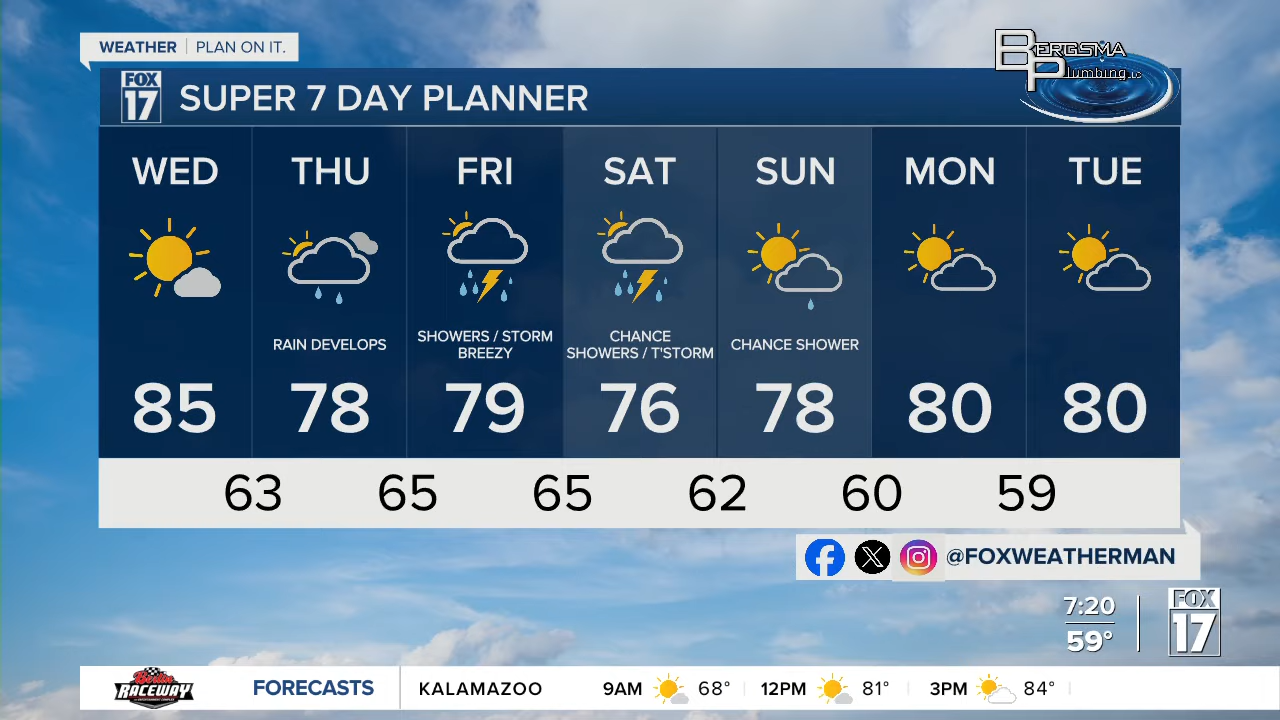 WEATHER | PLAN ON IT.
BERGSMA
Plumbing LLC
FOX
17
SUPER 7 DAY PLANNER
WED THU FRI SAT SUN MON TUE
RAIN DEVELOPS
SHOWERS / STORM
BREEZY
CHANCE
SHOWERS / T'STORM
CHANCE SHOWER
85 78 79 76 78 80 80
63 65 65 62 60 59
@FOXWEATHERMAN
7:20
59°
FOX
17
Berlin
RACEWAY
FORECASTS
KALAMAZOO 9AM 68° 12PM 81° 3PM 84°